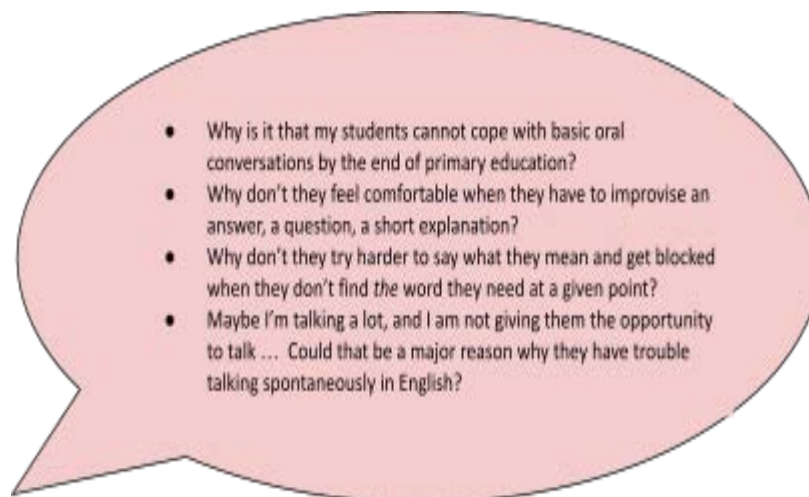 ● Why is it that my students cannot cope with basic oral
conversations by the end of primary education?
● Why don't they feel comfortable when they have to improvise an
answer, a question, a short explanation?
● Why don't they try harder to say what they mean and get blocked
when they don't find the word they need at a given point?
● Maybe I'm talking a lot, and I am not giving them the opportunity
to talk ... Could that be a major reason why they have trouble
talking spontaneously in English?